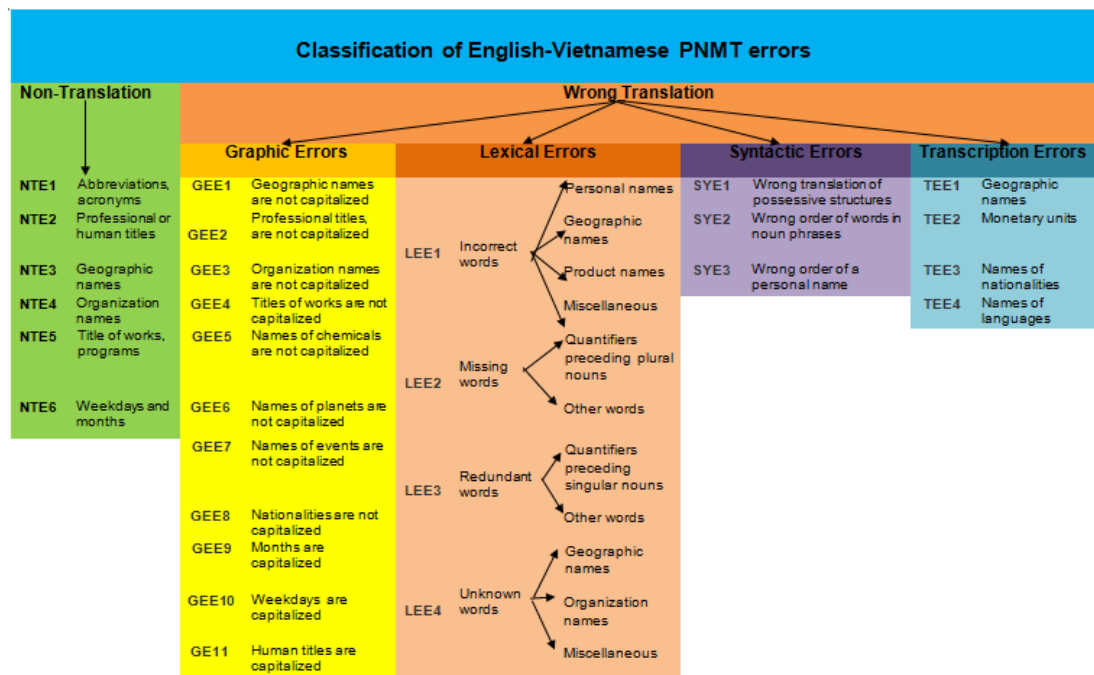 Classification of English-Vietnamese PNMT errors
Non-Translation
Wrong Translation
Graphic Errors
Lexical Errors
Syntactic Errors
Transcription Errors
NTE1 Abbreviations,
acronyms
NTE2 Professional or
human titles
NTE3 Geographic
names
NTE4 Organization
names
NTE5 Title of works,
programs
NTE6 Weekdays and
months
GEE1 Geographic names
are not capitalized
GEE2 Professional titles,
are not capitalized
GEE3 Organization names
are not capitalized
GEE4 Titles of works are not
capitalized
GEE5 Names of chemicals
are not capitalized
GEE6 Names of planets are
not capitalized
GEE7 Names of events are
not capitalized
GEE8 Nationalities are not
capitalized
GEE9 Months are
capitalized
GEE10 Weekdays are
capitalized
GE11 Human titles are
capitalized
LEE1 Incorrect
words
Personal names
Geographic
names
Product names
Miscellaneous
LEE2 Missing
words
Quantifiers
preceding plural
nouns
Other words
LEE3 Redundant
words
Quantifiers
preceding
singular nouns
Other words
LEE4 Unknown
words
Geographic
names
Organization
names
Miscellaneous
SYE1 Wrong translation of
possessive structures
SYE2 Wrong order of words in
noun phrases
SYE3 Wrong order of a
personal name
TEE1 Geographic
names
TEE2 Monetary units
TEE3 Names of
nationalities
TEE4 Names of
languages